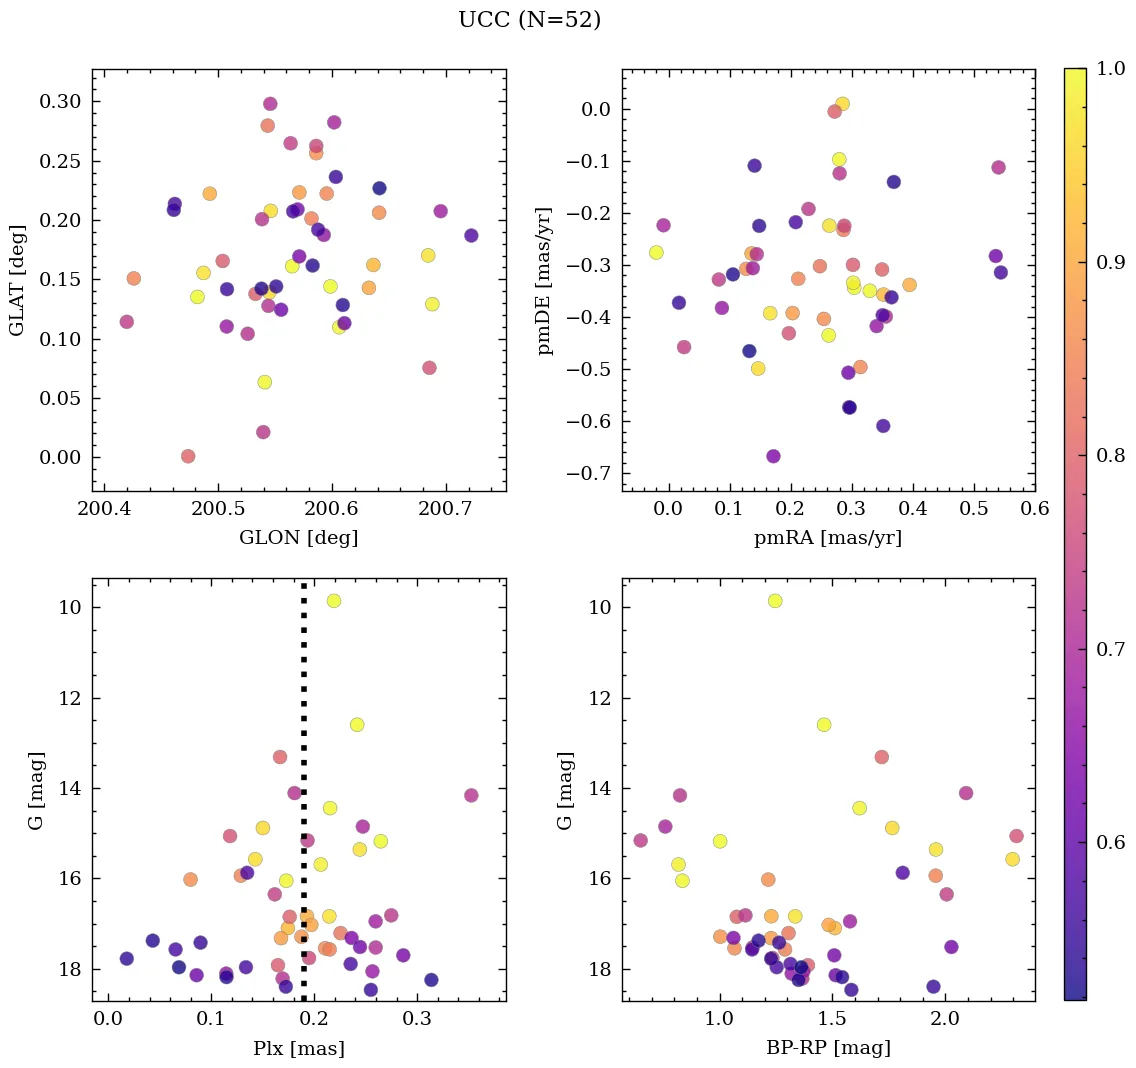 UCC (N=52)
0.30
0.25
0.20
0.15
0.10
0.05
0.00
GLAT [deg]
200.4 200.5 200.6 200.7
GLON [deg]
0.0
−0.1
−0.2
−0.3
−0.4
−0.5
−0.6
−0.7
pmDE [mas/yr]
0.0 0.1 0.2 0.3 0.4 0.5 0.6
pmRA [mas/yr]
10
12
14
16
18
G [mag]
0.0 0.1 0.2 0.3
Plx [mas]
10
12
14
16
18
G [mag]
1.0 1.5 2.0
BP-RP [mag]
1.0
0.9
0.8
0.7
0.6